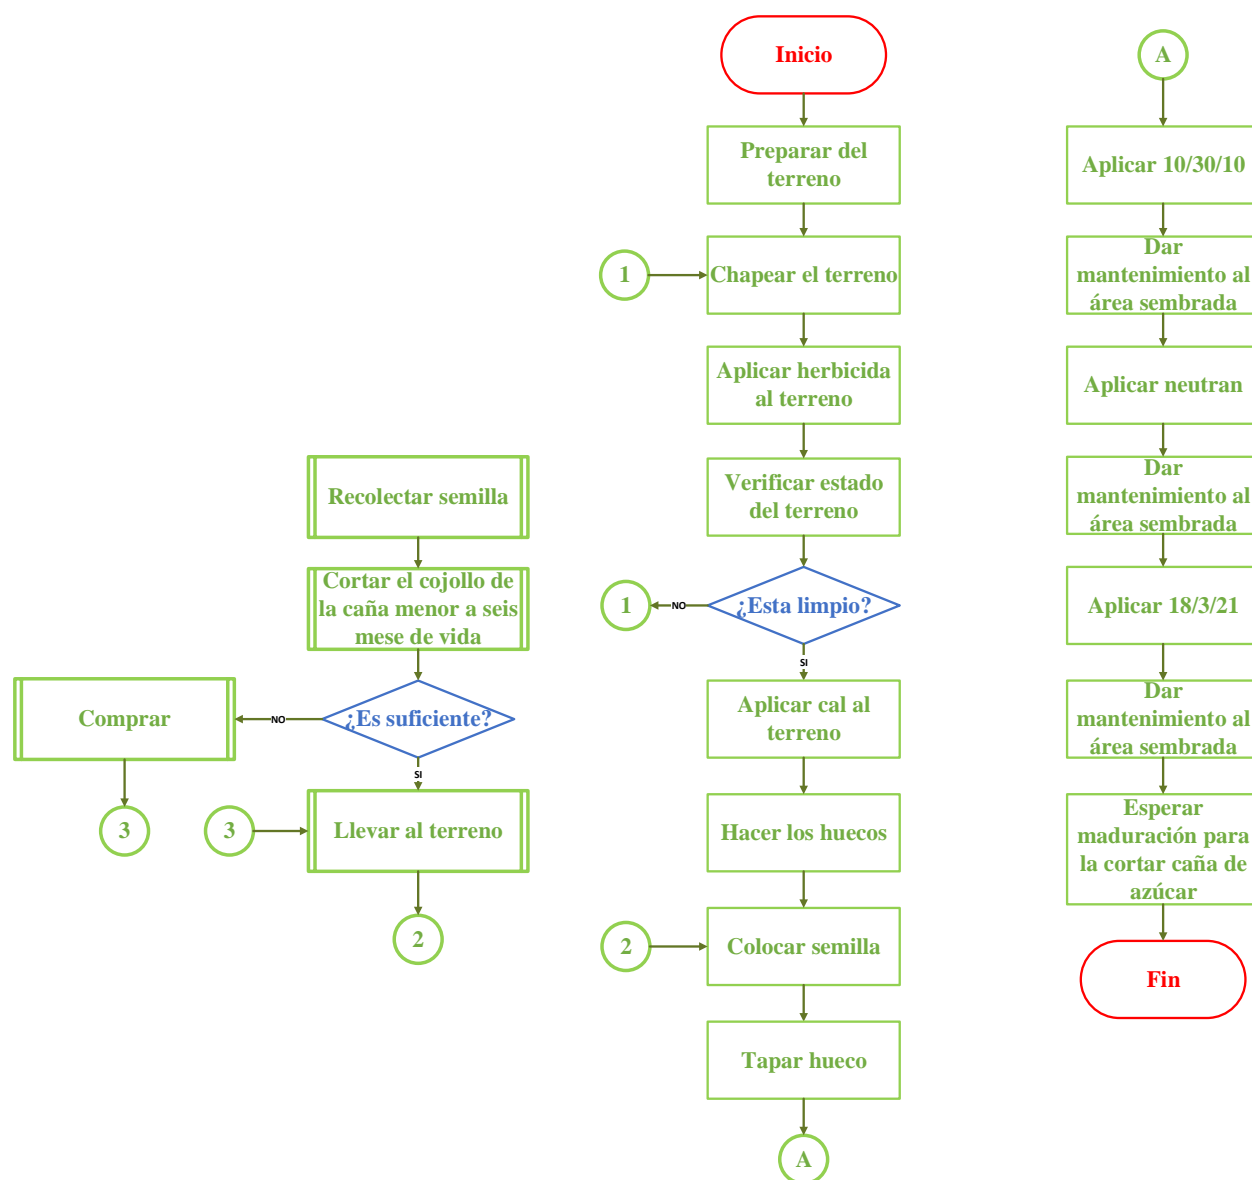 Recolectar semilla
Cortar el cojollo de
la caña menor a seis
mese de vida
¿Es suficiente?
NO
Comprar
3
SI
3
Llevar al terreno
2
Inicio
Preparar del
terreno
1
Chapear el terreno
Aplicar herbicida
al terreno
Verificar estado
del terreno
¿Esta limpio?
NO
1
SI
Aplicar cal al
terreno
Hacer los huecos
2
Colocar semilla
Tapar hueco
A
A
Aplicar 10/30/10
Dar
mantenimiento al
área sembrada
Aplicar neutran
Dar
mantenimiento al
área sembrada
Aplicar 18/3/21
Dar
mantenimiento al
área sembrada
Esperar
maduración para
la cortar caña de
azúcar
Fin